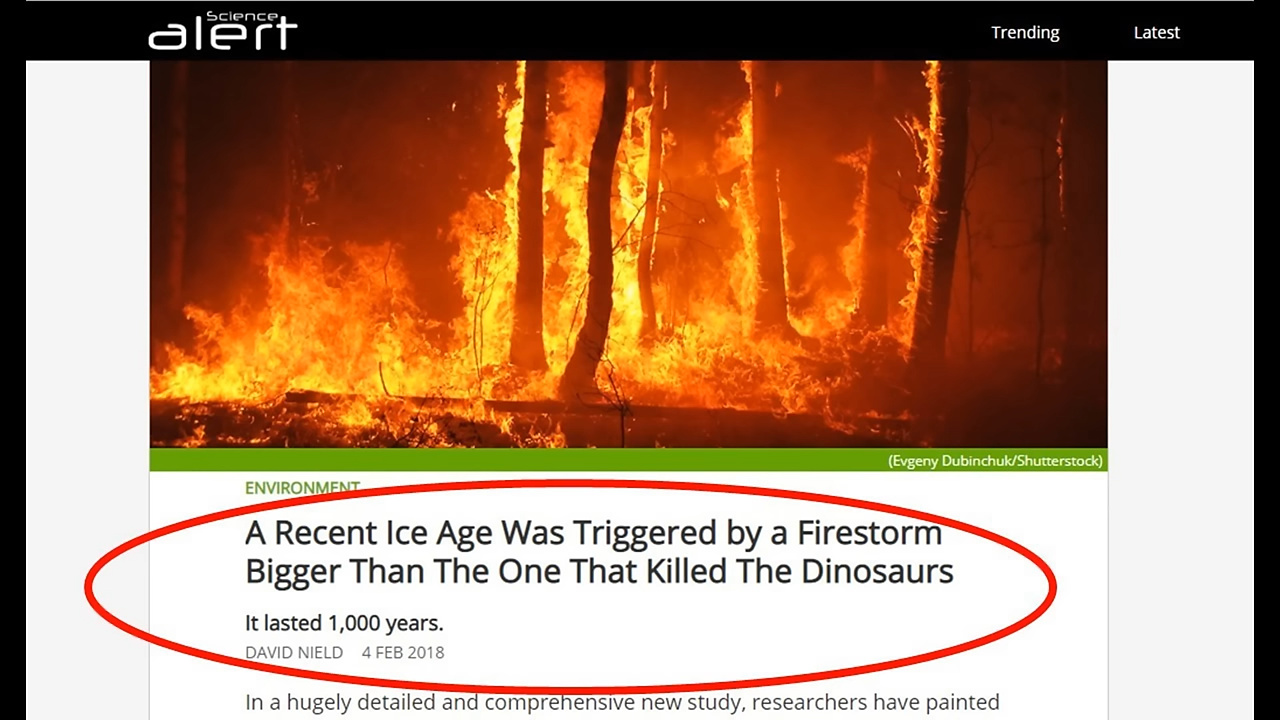 Science
alert
Trending
Latest
(Evgeny Dubinchuk/Shutterstock)
ENVIRONMENT
A Recent Ice Age Was Triggered by a Firestorm
Bigger Than The One That Killed The Dinosaurs
It lasted 1,000 years.
DAVID NIELD 4 FEB 2018
In a hugely detailed and comprehensive new study, researchers have painted